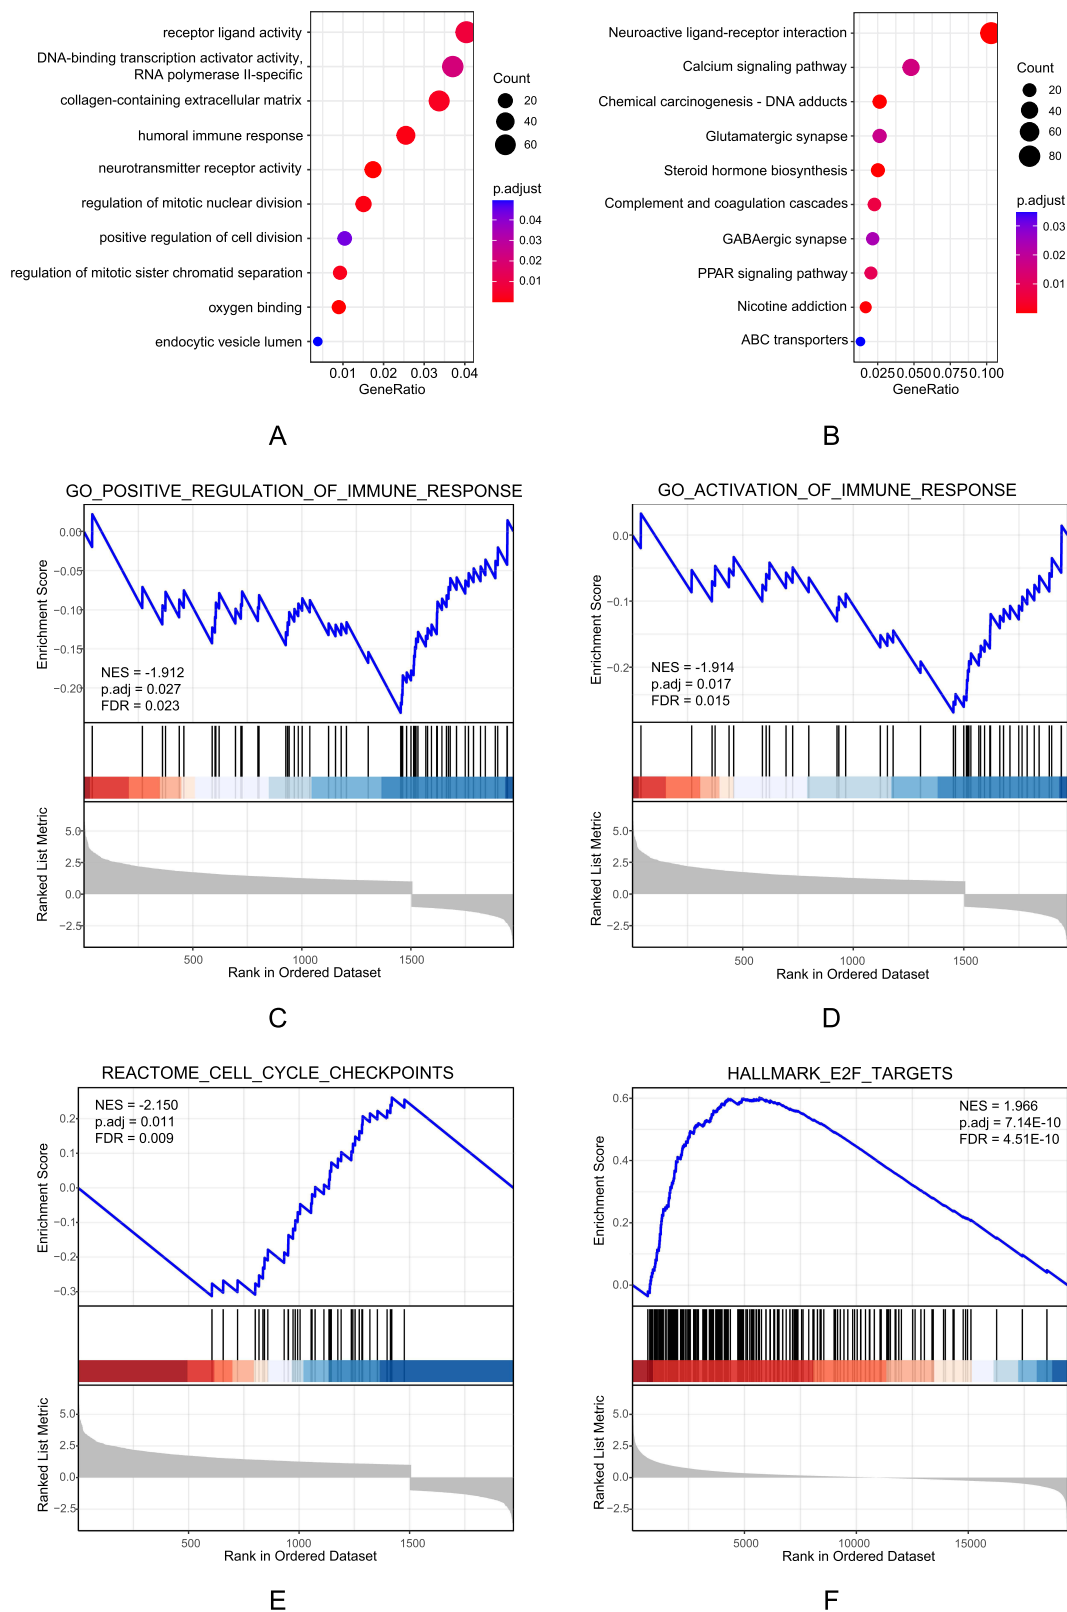 receptor ligand activity
DNA-binding transcription activator activity,
RNA polymerase II-specific
collagen-containing extracellular matrix
humoral immune response
neurotransmitter receptor activity
regulation of mitotic nuclear division
positive regulation of cell division
regulation of mitotic sister chromatid separation
oxygen binding
endocytic vesicle lumen
0.01 0.02 0.03 0.04
GeneRatio
Count
20
40
60
p.adjust
0.04
0.03
0.02
0.01
A
Neuroactive ligand-receptor interaction
Calcium signaling pathway
Chemical carcinogenesis - DNA adducts
Glutamatergic synapse
Steroid hormone biosynthesis
Complement and coagulation cascades
GABAergic synapse
PPAR signaling pathway
Nicotine addiction
ABC transporters
0.025 0.050 0.075 0.100
GeneRatio
Count
20
40
60
80
p.adjust
0.03
0.02
0.01
B
GO_POSITIVE_REGULATION_OF_IMMUNE_RESPONSE
Enrichment Score
0.00
−0.05
−0.10
−0.15
−0.20
NES = -1.912
p.adj = 0.027
FDR = 0.023
Ranked List Metric
5.0
2.5
0.0
−2.5
500 1000 1500
Rank in Ordered Dataset
C
GO_ACTIVATION_OF_IMMUNE_RESPONSE
Enrichment Score
0.0
−0.1
−0.2
NES = -1.914
p.adj = 0.017
FDR = 0.015
Ranked List Metric
5.0
2.5
0.0
−2.5
500 1000 1500
Rank in Ordered Dataset
D
REACTOME_CELL_CYCLE_CHECKPOINTS
Enrichment Score
0.2
0.1
0.0
−0.1
−0.2
−0.3
NES = -2.150
p.adj = 0.011
FDR = 0.009
Ranked List Metric
5.0
2.5
0.0
−2.5
500 1000 1500
Rank in Ordered Dataset
E
HALLMARK_E2F_TARGETS
Enrichment Score
0.6
0.4
0.2
0.0
NES = 1.966
p.adj = 7.14E-10
FDR = 4.51E-10
Ranked List Metric
5.0
2.5
0.0
−2.5
5000 10000 15000
Rank in Ordered Dataset
F